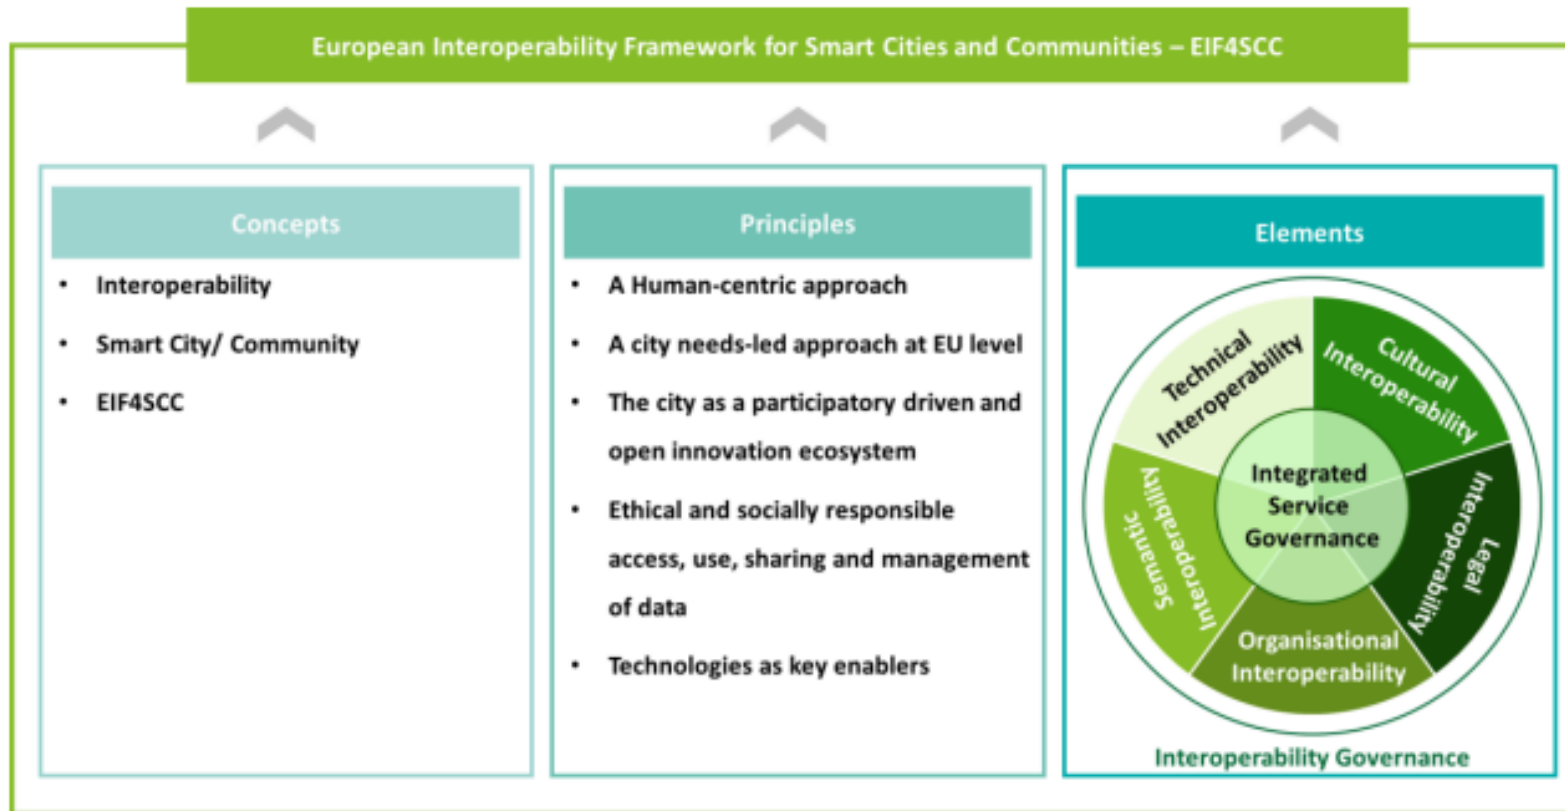 European Interoperability Framework for Smart Cities and Communities – EIF4SCC
Concepts
• Interoperability
• Smart City/ Community
• EIF4SCC
Principles
• A Human-centric approach
• A city needs-led approach at EU level
• The city as a participatory driven and
open innovation ecosystem
• Ethical and socially responsible
access, use, sharing and management
of data
• Technologies as key enablers
Elements
Technical
Interoperability
Cultural
Interoperability
Legal
Interoperability
Organisational
Interoperability
Semantic
Interoperability
Integrated
Service
Governance
Interoperability Governance